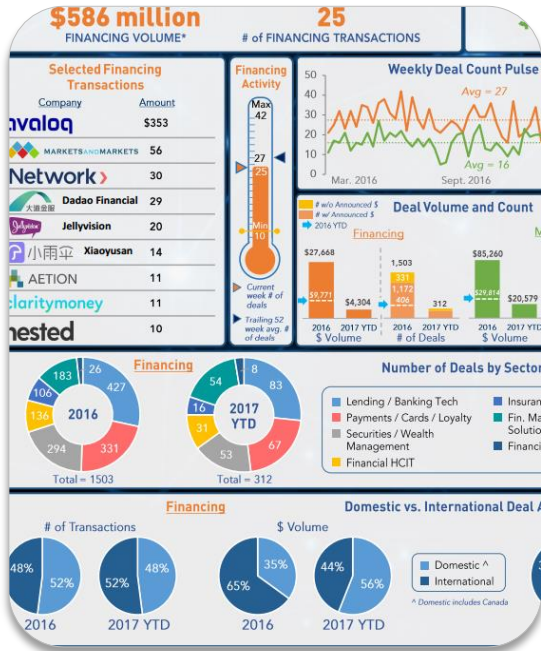 $586 million
FINANCING VOLUME*
25
# of FINANCING TRANSACTIONS
Selected Financing
Transactions
Company
Amount
avaloq
$353
MARKETSANDMARKETS
56
Network
30
大道金服
Dadao Financial
29
Jellyvision
Jellyvision
20
小雨伞
Xiaoyusan
14
AETION
11
claritymoney
11
nested
10
Financing
Activity
Max
42
27
25
Min
10
Current
week # of
deals
Trailing 52
week avg. #
of deals
Weekly Deal Count Pulse
50
40
30
20
10
0
Avg = 27
Avg = 16
Mar. 2016
Sept. 2016
# w/o Announced $
# w/ Announced $
2016 YTD
Deal Volume and Count
Financing
$27,668
$9,771
$4,304
2016
2017 YTD
$ Volume
1,503
331
1,172
406
312
2016
2017 YTD
# of Deals
$85,260
$29,814
$20,579
2016
2017 YTD
$ Volume
Financing
Number of Deals by Sector
26
427
331
294
136
106
183
2016
Total = 1503
8
83
67
53
31
16
54
2017
YTD
Total = 312
Lending / Banking Tech
Payments / Cards / Loyalty
Securities / Wealth
Management
Financial HCIT
Financing
Domestic vs. International Deal
# of Transactions
$ Volume
48%
52%
2016
52%
48%
2017 YTD
65%
35%
2016
44%
56%
2017 YTD
Domestic ^
International
^ Domestic includes Canada